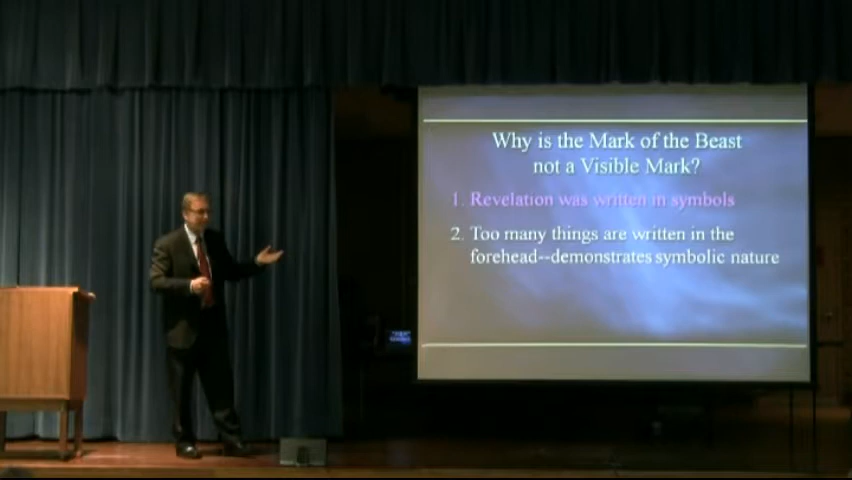 Why is the Mark of the Beast
not a Visible Mark?
1. Revelation was written in symbols
2. Too many things are written in the
forehead--demonstrates symbolic nature